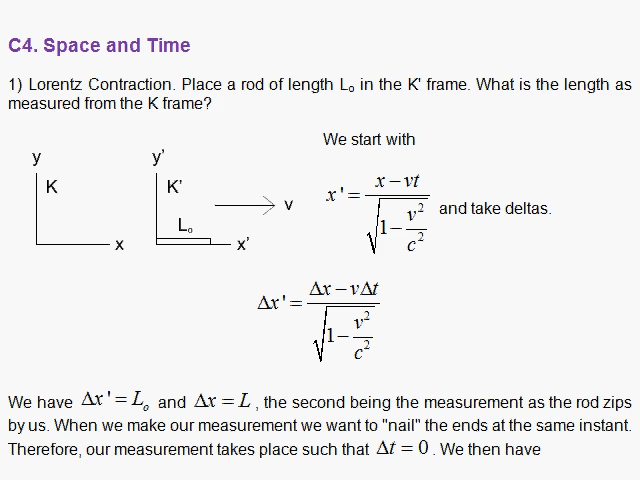 C4. Space and Time
1) Lorentz Contraction. Place a rod of length Lₒ in the K' frame. What is the length as
measured from the K frame?
We start with
y y'
K K'
v
Lₒ
x x'
x' = (x − vt) / √(1 − v²/c²) and take deltas.
Δx' = (Δx − vΔt) / √(1 − v²/c²)
We have Δx' = Lₒ and Δx = L, the second being the measurement as the rod zips
by us. When we make our measurement we want to "nail" the ends at the same instant.
Therefore, our measurement takes place such that Δt = 0. We then have